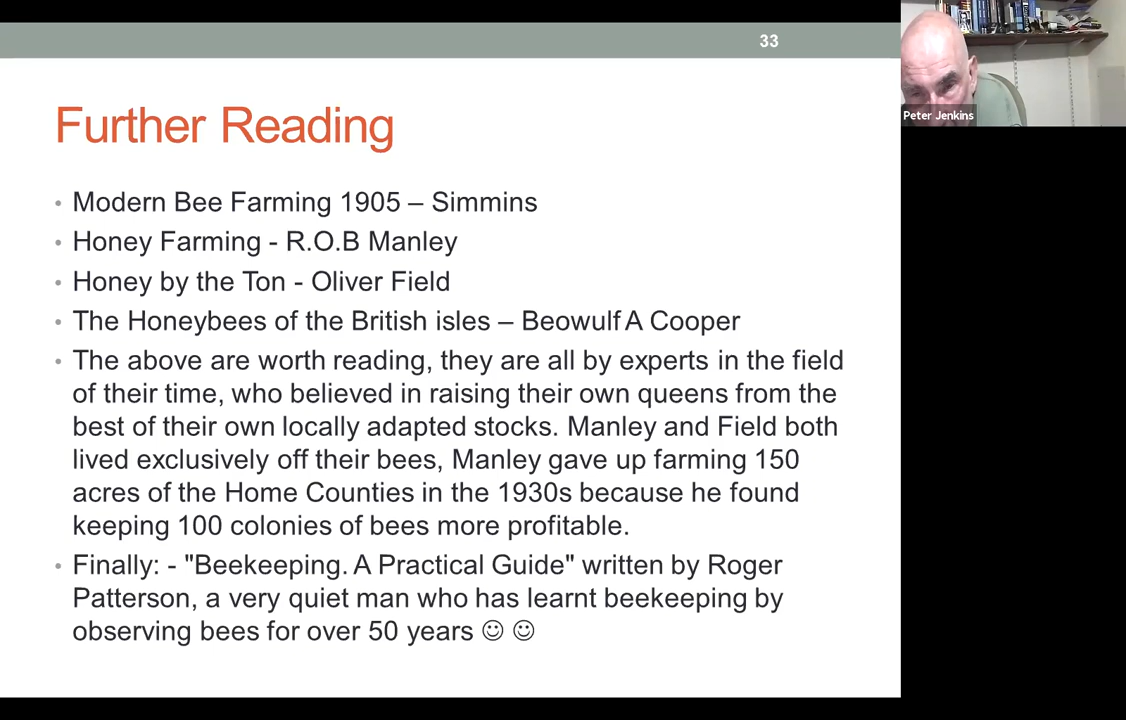 33
Further Reading
• Modern Bee Farming 1905 – Simmins
• Honey Farming - R.O.B Manley
• Honey by the Ton - Oliver Field
• The Honeybees of the British isles – Beowulf A Cooper
• The above are worth reading, they are all by experts in the field
of their time, who believed in raising their own queens from the
best of their own locally adapted stocks. Manley and Field both
lived exclusively off their bees, Manley gave up farming 150
acres of the Home Counties in the 1930s because he found
keeping 100 colonies of bees more profitable.
• Finally: - "Beekeeping. A Practical Guide" written by Roger
Patterson, a very quiet man who has learnt beekeeping by
observing bees for over 50 years ☺ ☺
Peter Jenkins